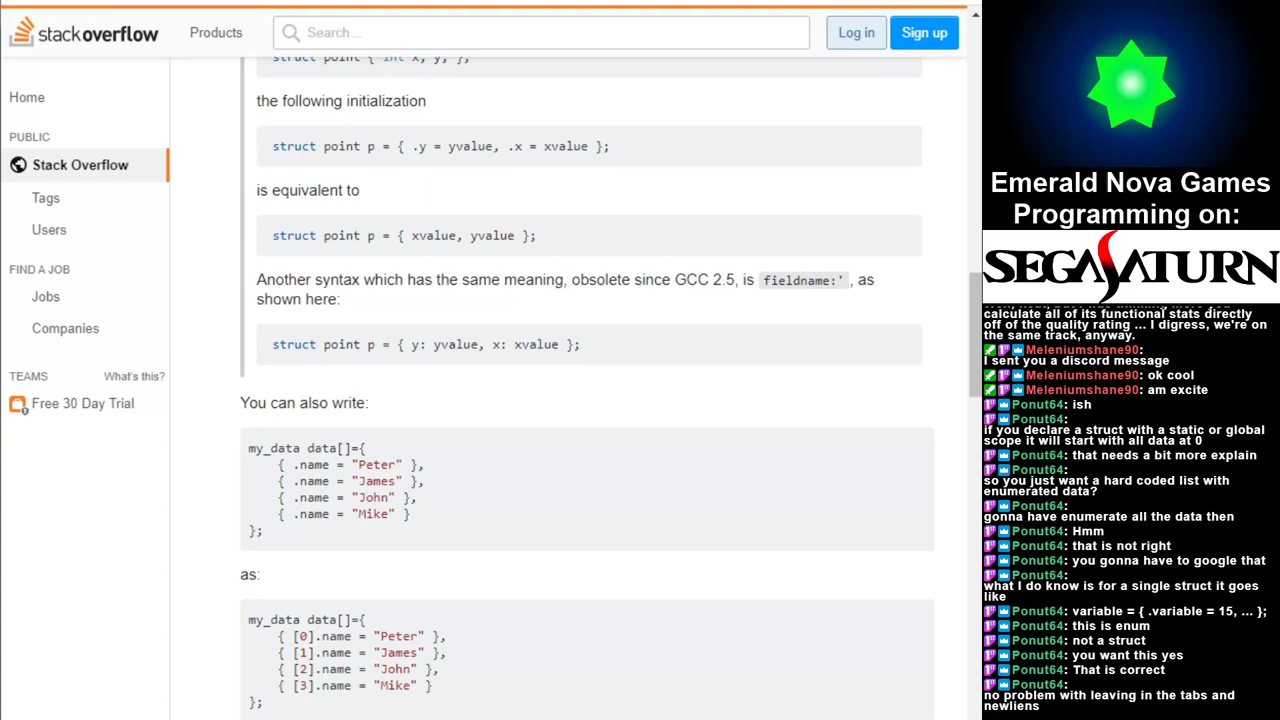 stackoverflow
Products
Search...
Log in
Sign up
Home
PUBLIC
Stack Overflow
Tags
Users
FIND A JOB
Jobs
Companies
TEAMS
What's this?
Free 30 Day Trial
struct point { int x, y; };
the following initialization
struct point p = { .y = yvalue, .x = xvalue };
is equivalent to
struct point p = { xvalue, yvalue };
Another syntax which has the same meaning, obsolete since GCC 2.5, is fieldname:' , as
shown here:
struct point p = { y: yvalue, x: xvalue };
You can also write:
my_data data[]={
{ .name = "Peter" },
{ .name = "James" },
{ .name = "John" },
{ .name = "Mike" }
};
as:
my_data data[]={
{ [0].name = "Peter" },
{ [1].name = "James" },
{ [2].name = "John" },
{ [3].name = "Mike" }
};
Emerald Nova Games
Programming on:
SEGA SATURN
calculate all of its functional stats directly
off of the quality rating ... I digress, we're on
the same track, anyway.
Meleniumshane90:
I sent you a discord message
Meleniumshane90: ok cool
Meleniumshane90: am excite
Ponut64: ish
Ponut64:
if you declare a struct with a static or global
scope it will start with all data at 0
Ponut64: that needs a bit more explain
Ponut64:
so you just want a hard coded list with
enumerated data?
Ponut64:
gonna have enumerate all the data then
Ponut64: Hmm
Ponut64: that is not right
Ponut64: you gonna have to google that
Ponut64:
what I do know is for a single struct it goes
like
Ponut64: variable = { .variable = 15, ... };
Ponut64: this is enum
Ponut64: not a struct
Ponut64: you want this yes
Ponut64: That is correct
Ponut64:
no problem with leaving in the tabs and
newliens